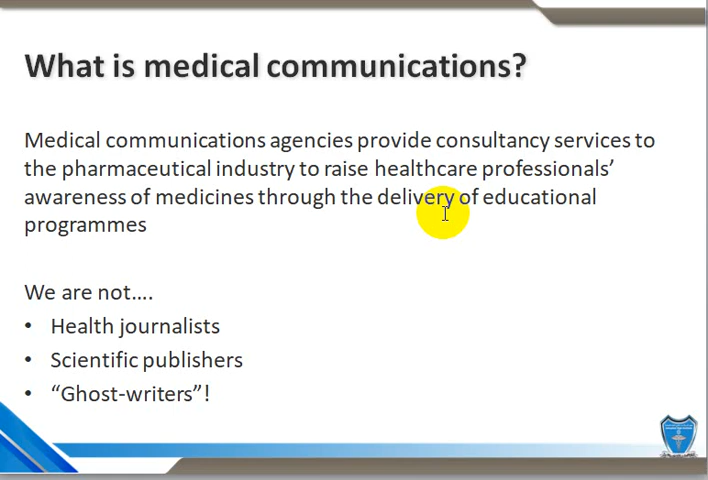 What is medical communications?
Medical communications agencies provide consultancy services to
the pharmaceutical industry to raise healthcare professionals’
awareness of medicines through the delivery of educational
programmes
We are not….
• Health journalists
• Scientific publishers
• “Ghost-writers”!